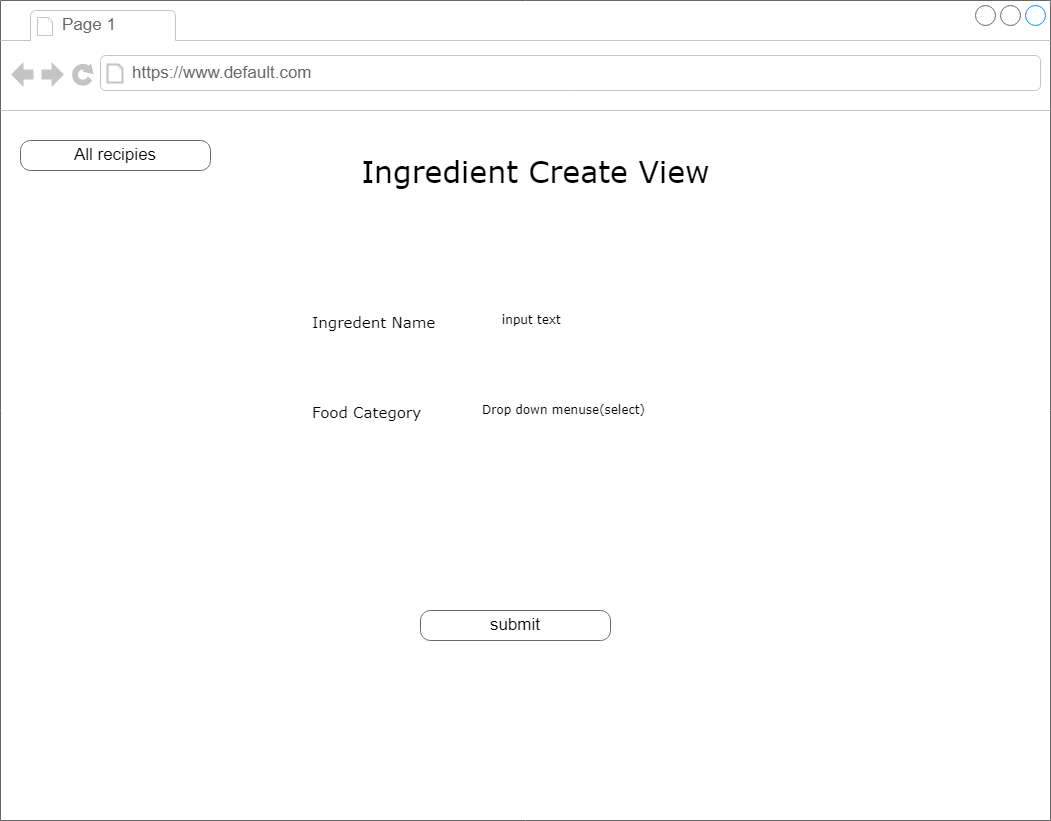 Page 1
https://www.default.com
All recipies
Ingredient Create View
Ingredent Name
input text
Food Category
Drop down menuse(select)
submit